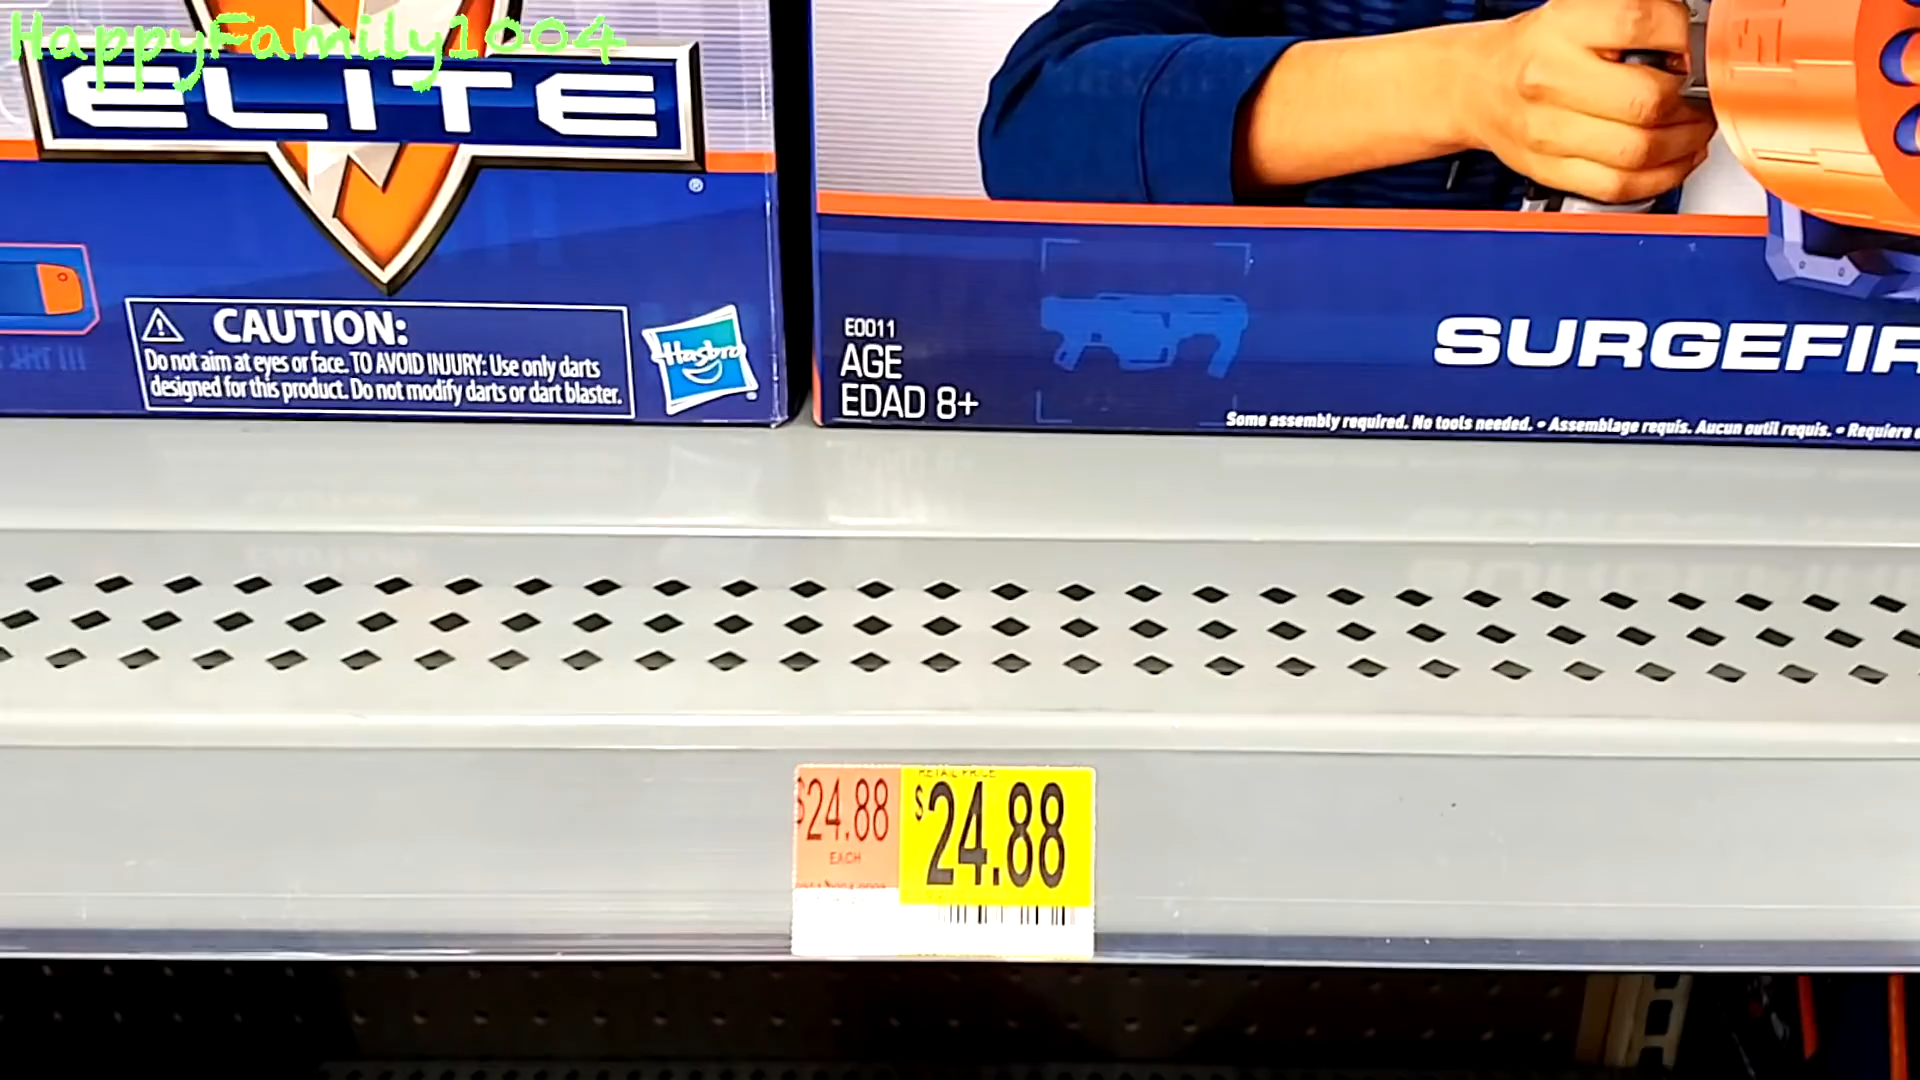 HappyFamily1004
ELITE
®
CAUTION:
Do not aim at eyes or face. TO AVOID INJURY: Use only darts
designed for this product. Do not modify darts or dart blaster.
Hasbro
E0011
AGE
EDAD 8+
SURGEFIR
Some assembly required. No tools needed. • Assemblage requis. Aucun outil requis. • Requiere
$24.88
EACH
RETAIL PRICE
$24.88